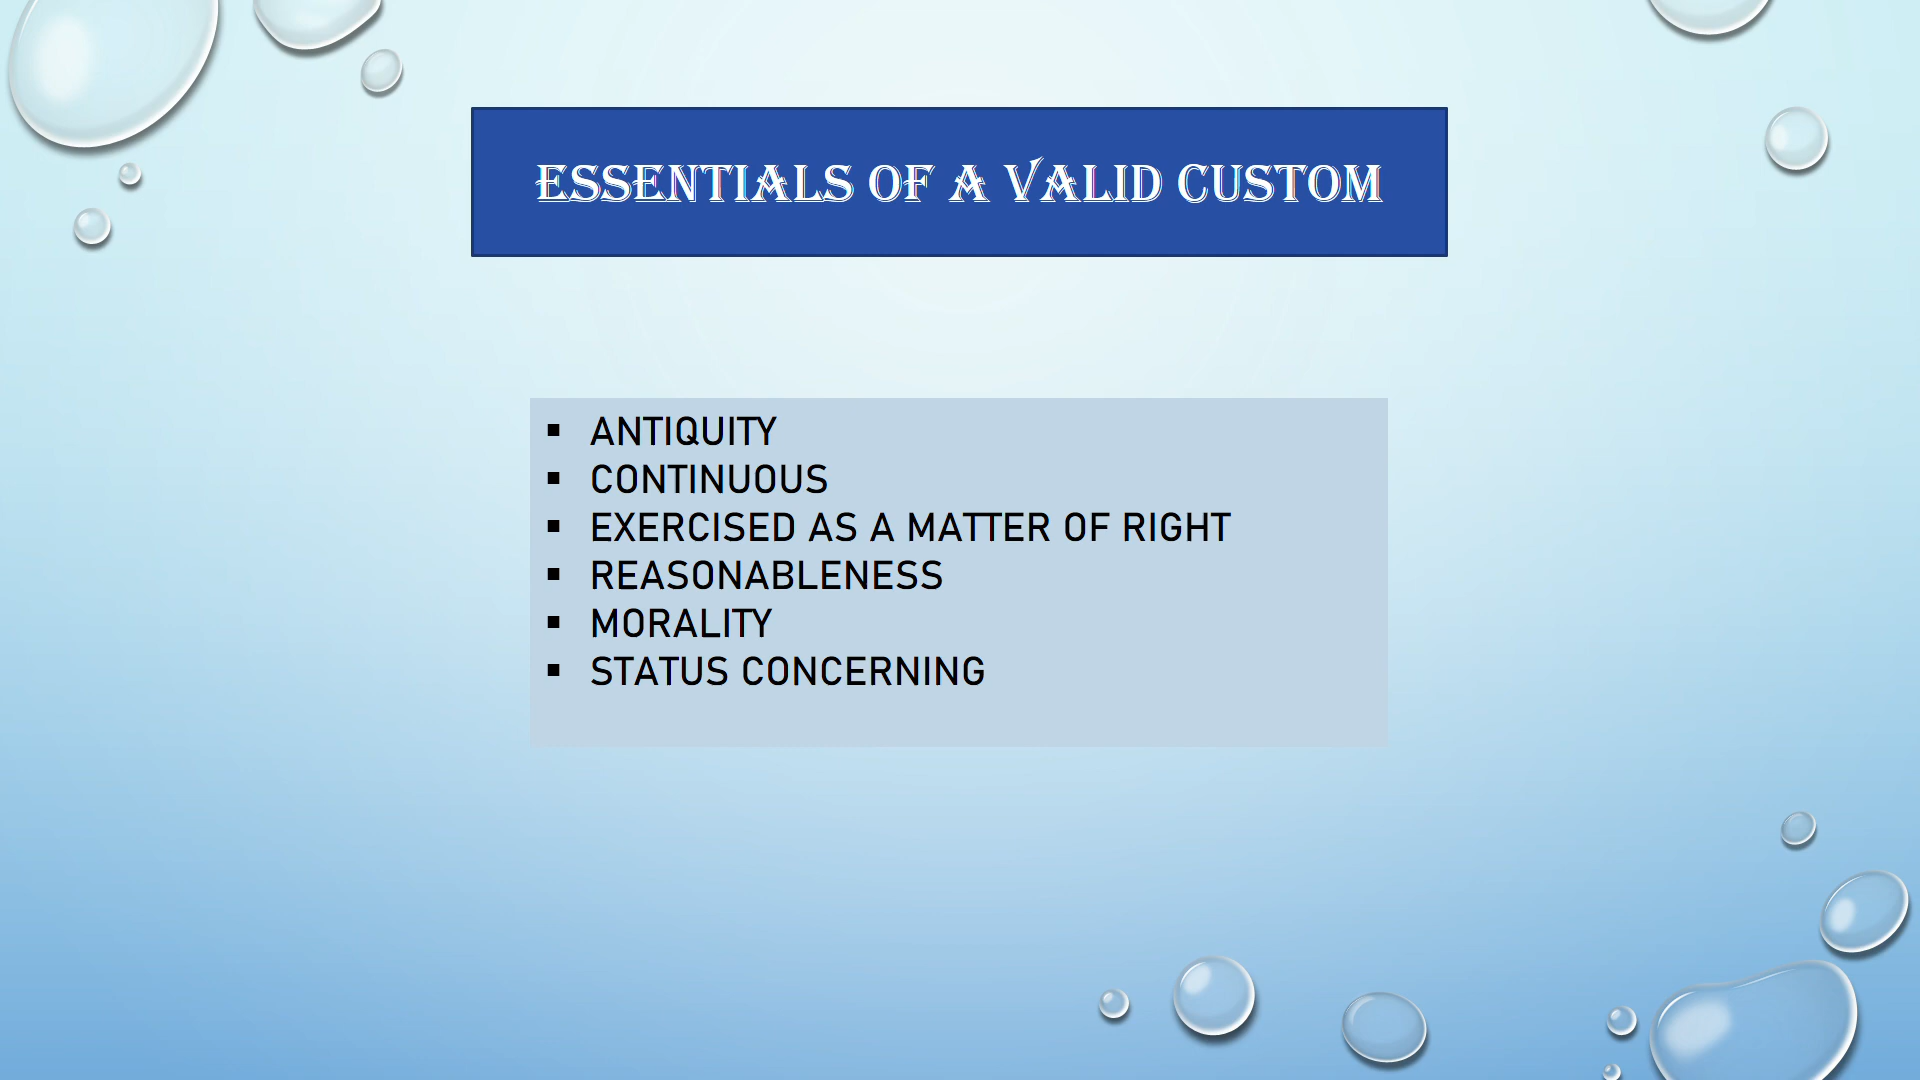 ESSENTIALS OF A VALID CUSTOM
▪ ANTIQUITY
▪ CONTINUOUS
▪ EXERCISED AS A MATTER OF RIGHT
▪ REASONABLENESS
▪ MORALITY
▪ STATUS CONCERNING